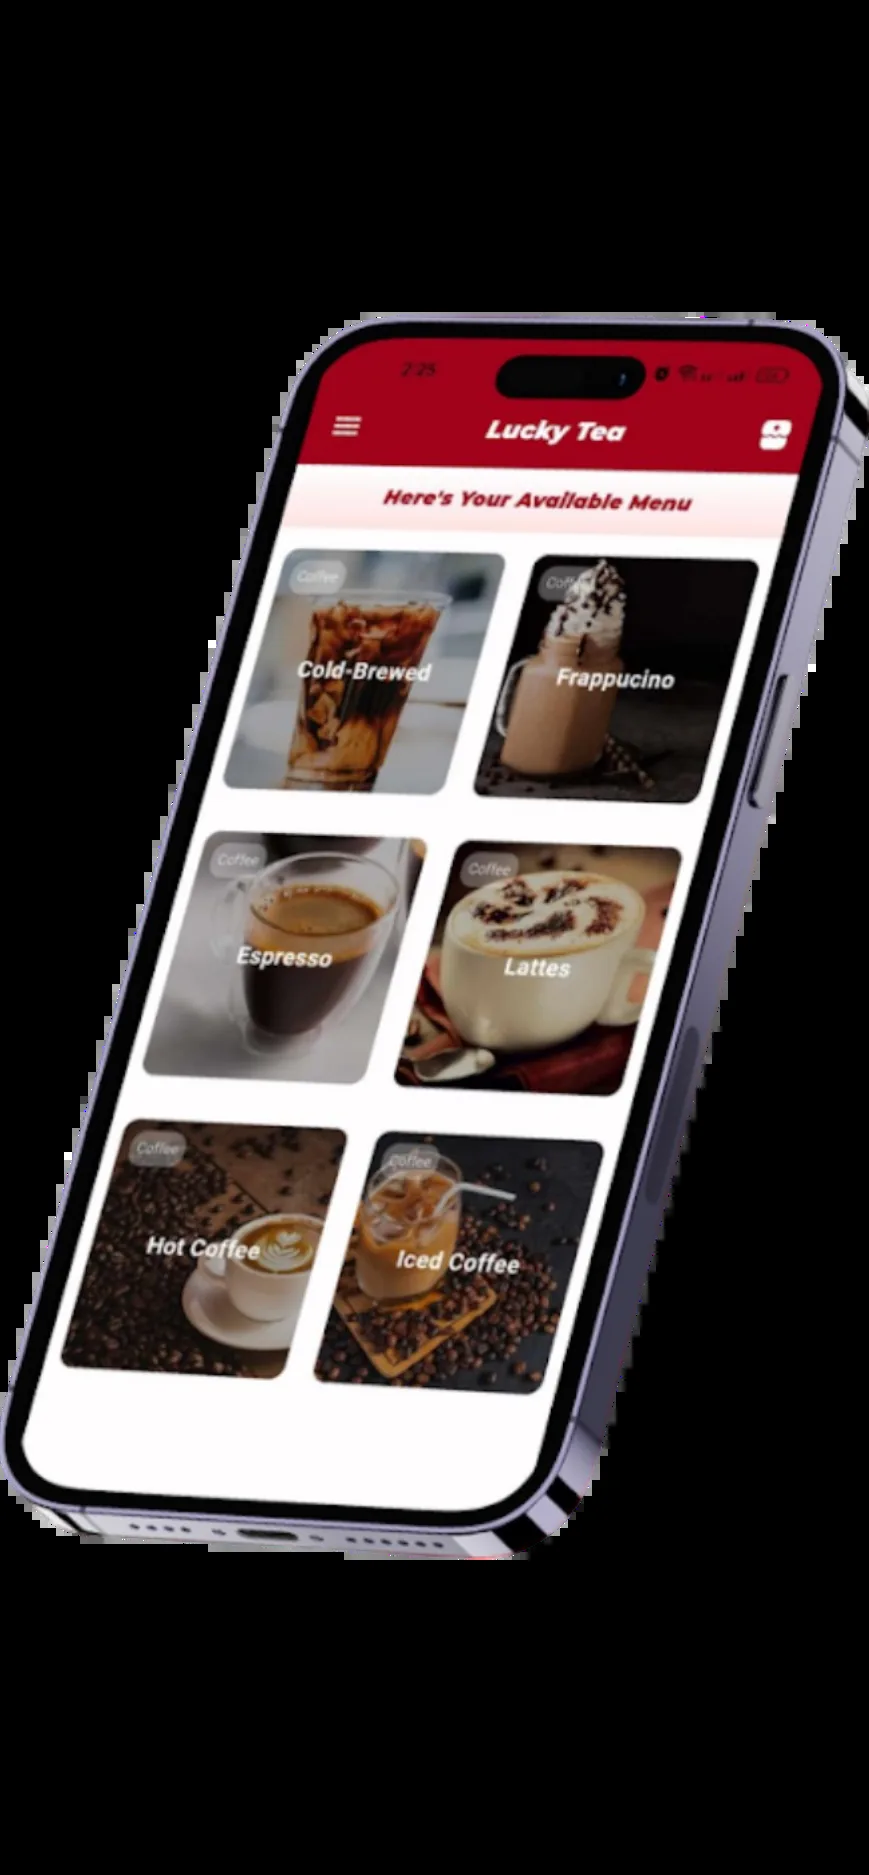 2:25
Lucky Tea
Here's Your Available Menu
Coffee
Cold-Brewed
Coffee
Frappucino
Coffee
Espresso
Coffee
Lattes
Coffee
Hot Coffee
Coffee
Iced Coffee